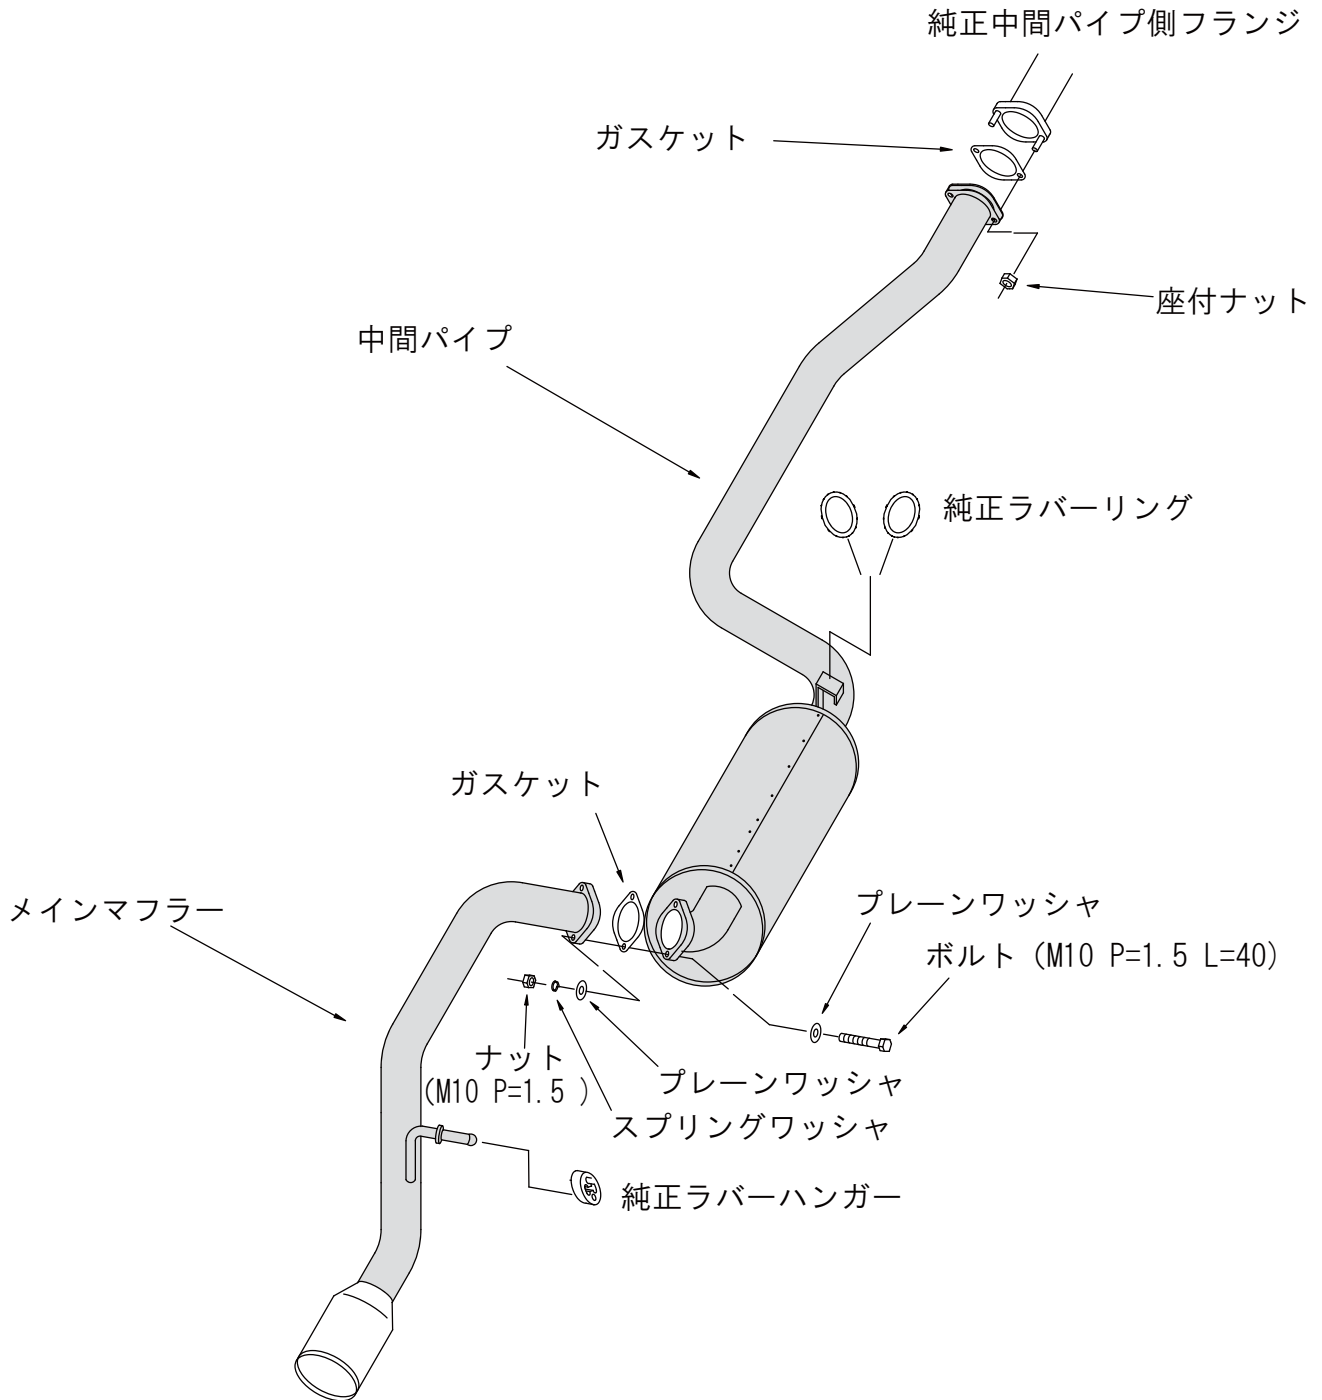 純正中間パイプ側フランジ
ガスケット
座付ナット
中間パイプ
純正ラバーリング
ガスケット
メインマフラー
プレーンワッシャ
ボルト (M10 P=1.5 L=40)
ナット
(M10 P=1.5 )
プレーンワッシャ
スプリングワッシャ
純正ラバーハンガー